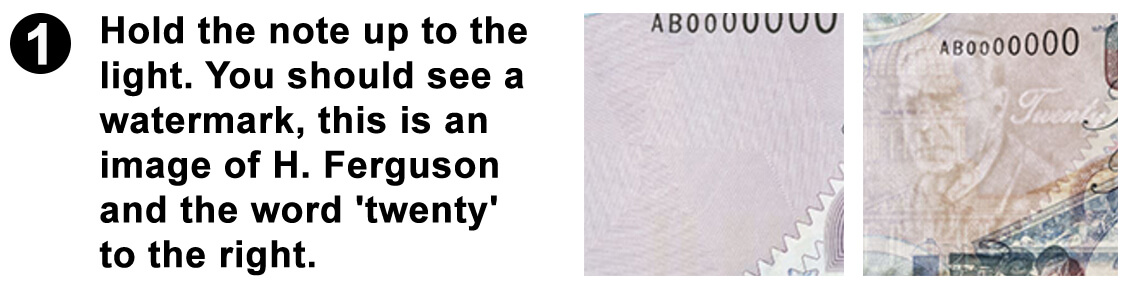 1
Hold the note up to the
light. You should see a
watermark, this is an
image of H. Ferguson
and the word 'twenty'
to the right.
AB0000000
AB0000000
Twenty